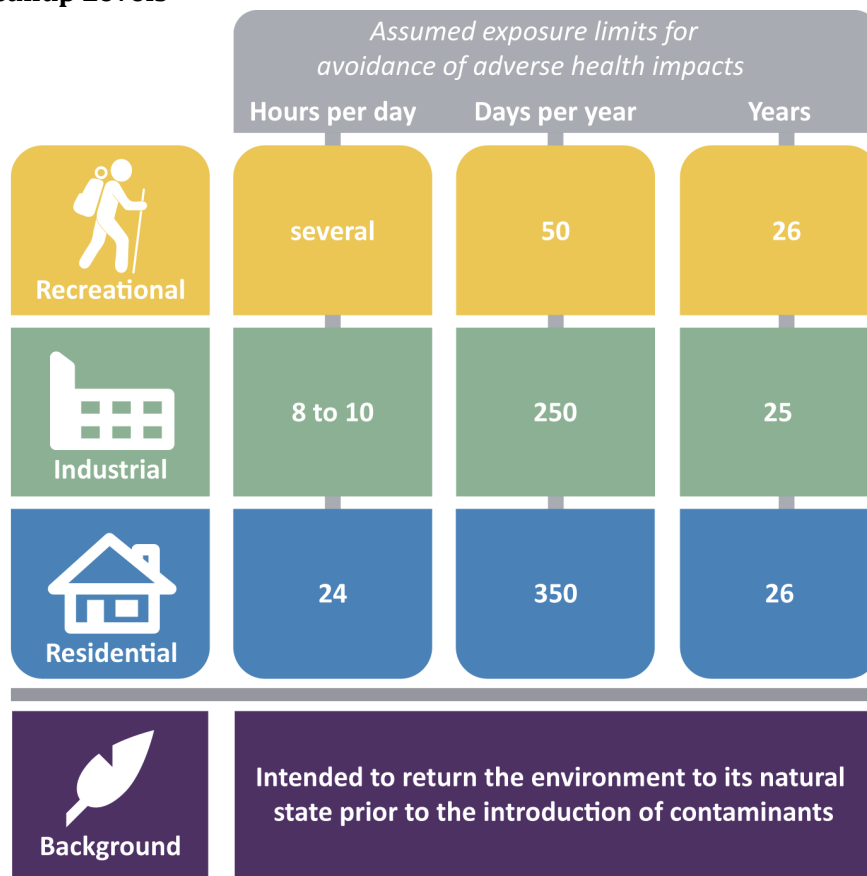 Assumed exposure limits for
avoidance of adverse health impacts
Hours per day Days per year Years
Recreational several 50 26
Industrial 8 to 10 250 25
Residential 24 350 26
Background
Intended to return the environment to its natural
state prior to the introduction of contaminants